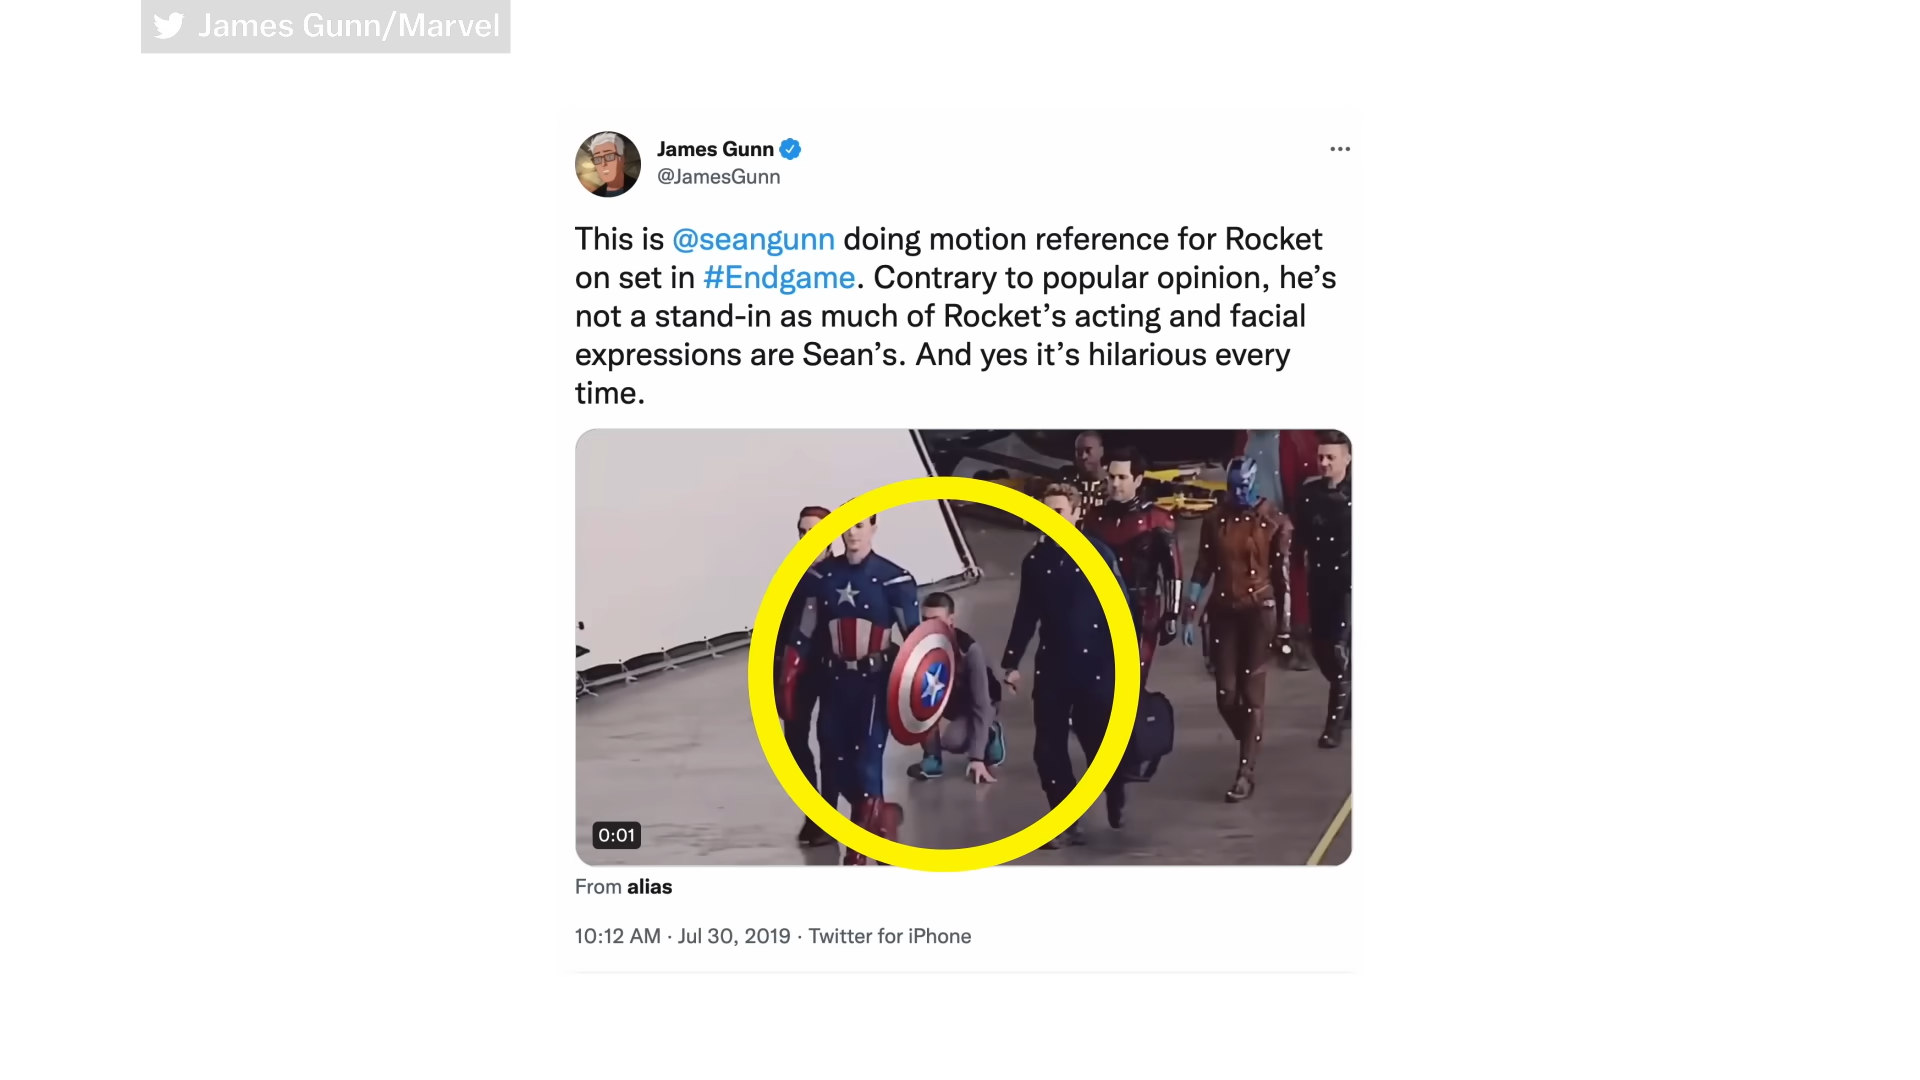 James Gunn/Marvel
James Gunn
@JamesGunn
This is @seangunn doing motion reference for Rocket
on set in #Endgame. Contrary to popular opinion, he’s
not a stand-in as much of Rocket’s acting and facial
expressions are Sean’s. And yes it’s hilarious every
time.
0:01
From alias
10:12 AM · Jul 30, 2019 · Twitter for iPhone